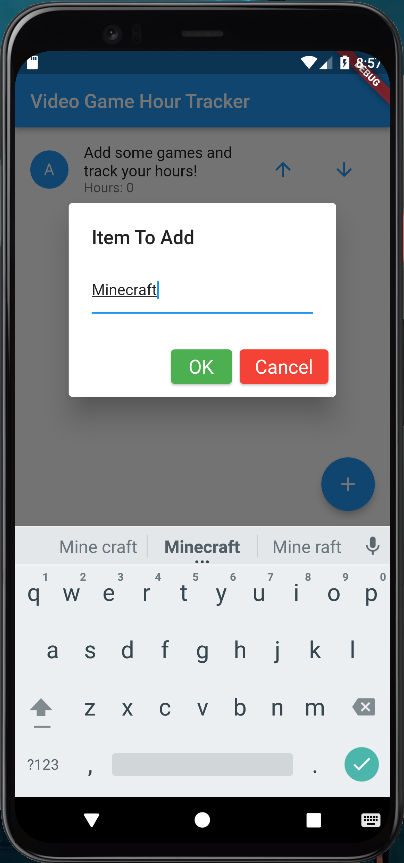 8:57
DEBUG
Video Game Hour Tracker
A
Add some games and
track your hours!
Hours: 0
Item To Add
Minecraft
OK
Cancel
+
Mine craft Minecraft Mine raft
1 2 3 4 5 6 7 8 9 0
q w e r t y u i o p
a s d f g h j k l
z x c v b n m
?123 , .